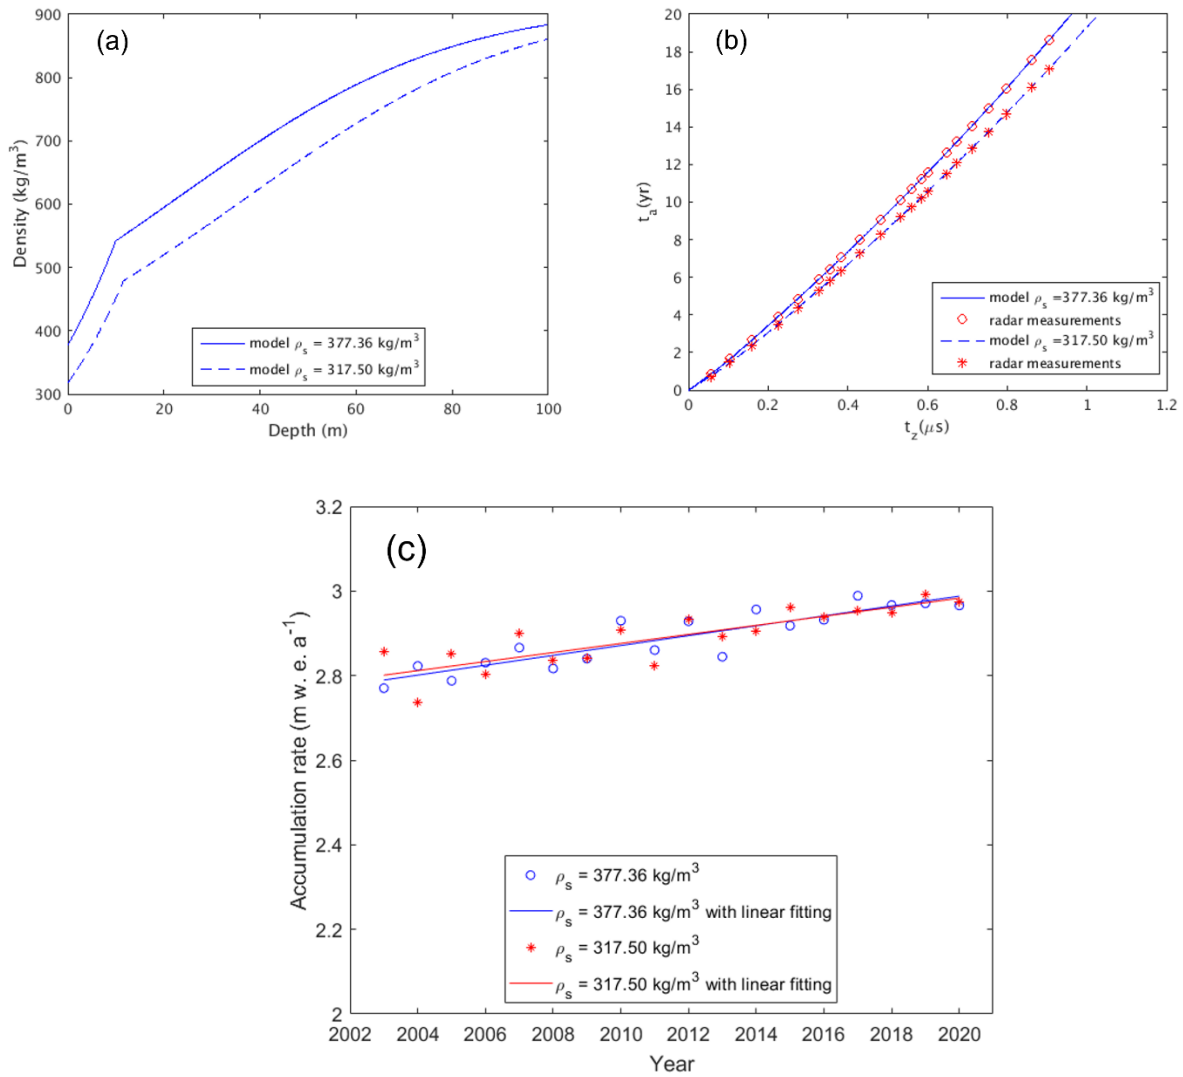 (a)
900
800
700
600
500
400
300
Density (kg/m³)
0 20 40 60 80 100
Depth (m)
model ρs = 377.36 kg/m³
model ρs = 317.50 kg/m³
(b)
20
18
16
14
12
10
8
6
4
2
0
ta(yr)
0 0.2 0.4 0.6 0.8 1 1.2
tz(μs)
model ρs =377.36 kg/m³
radar measurements
model ρs =317.50 kg/m³
radar measurements
(c)
3.2
3
2.8
2.6
2.4
2.2
2
Accumulation rate (m w. e. a⁻¹)
ρs = 377.36 kg/m³
ρs = 377.36 kg/m³ with linear fitting
ρs = 317.50 kg/m³
ρs = 317.50 kg/m³ with linear fitting
2002 2004 2006 2008 2010 2012 2014 2016 2018 2020
Year